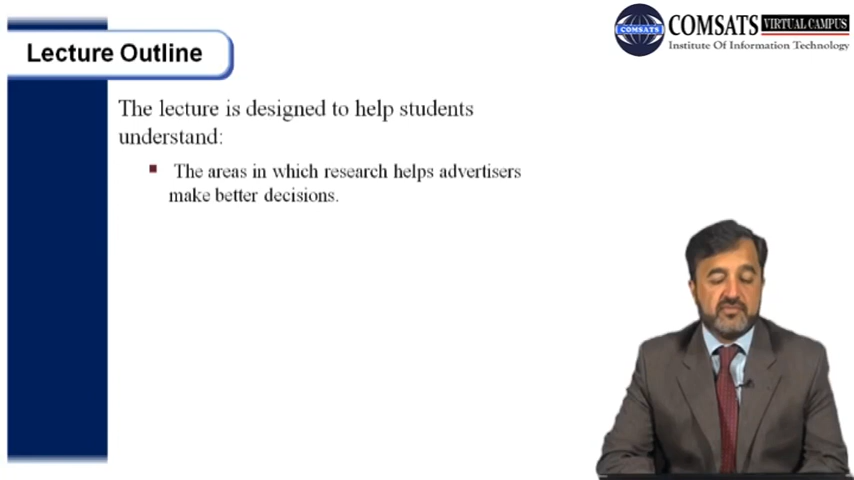 COMSATS VIRTUAL CAMPUS
COMSATS
Institute Of Information Technology
Lecture Outline
The lecture is designed to help students
understand:
The areas in which research helps advertisers
make better decisions.